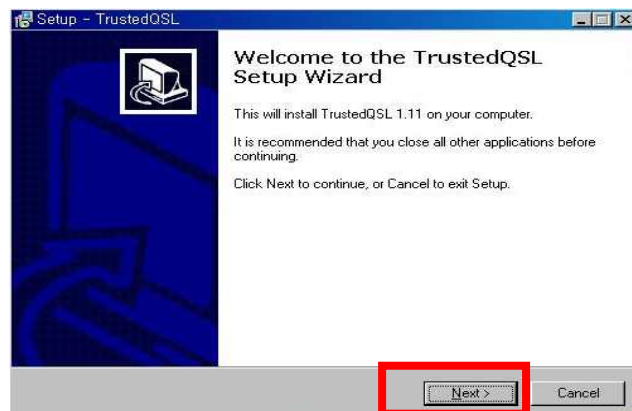 Setup - TrustedQSL
Welcome to the TrustedQSL
Setup Wizard
This will install TrustedQSL 1.11 on your computer.
It is recommended that you close all other applications before
continuing.
Click Next to continue, or Cancel to exit Setup.
Next >
Cancel